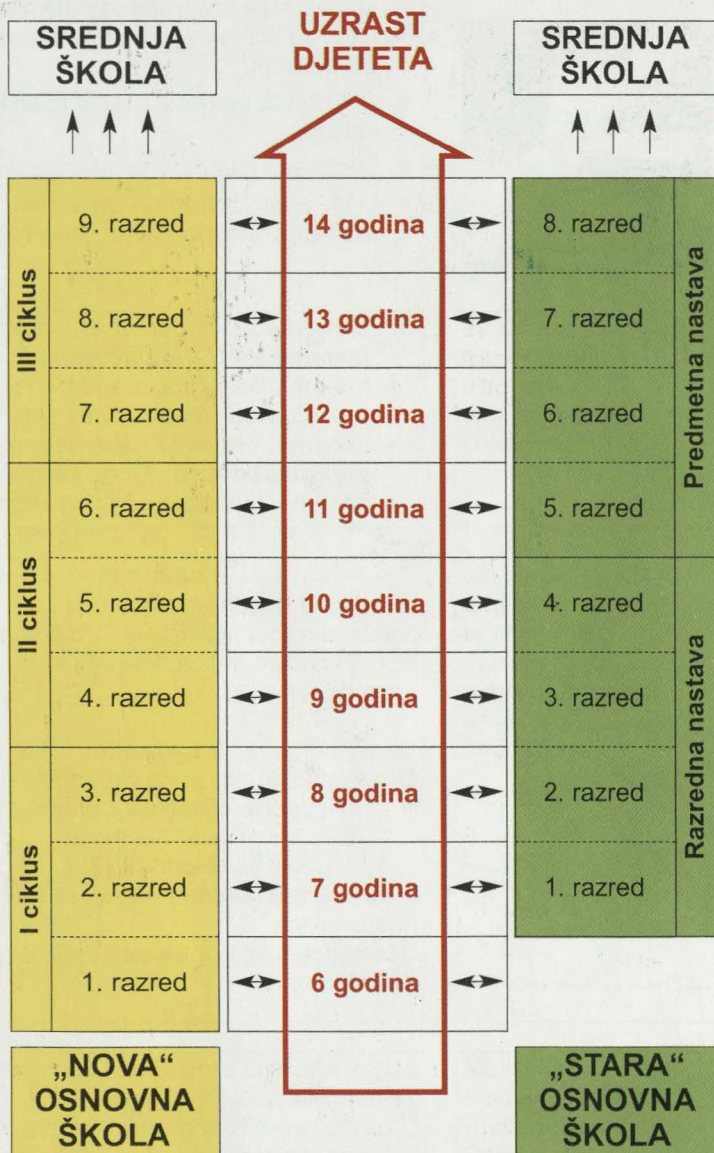 SREDNJA
ŠKOLA
UZRAST
DJETETA
SREDNJA
ŠKOLA
III ciklus
9. razred
14 godina
8. razred
Predmetna nastava
8. razred
13 godina
7. razred
7. razred
12 godina
6. razred
II ciklus
6. razred
11 godina
5. razred
5. razred
10 godina
4. razred
Razredna nastava
4. razred
9 godina
3. razred
I ciklus
3. razred
8 godina
2. razred
2. razred
7 godina
1. razred
1. razred
6 godina
„NOVA“
OSNOVNA
ŠKOLA
„STARA“
OSNOVNA
ŠKOLA